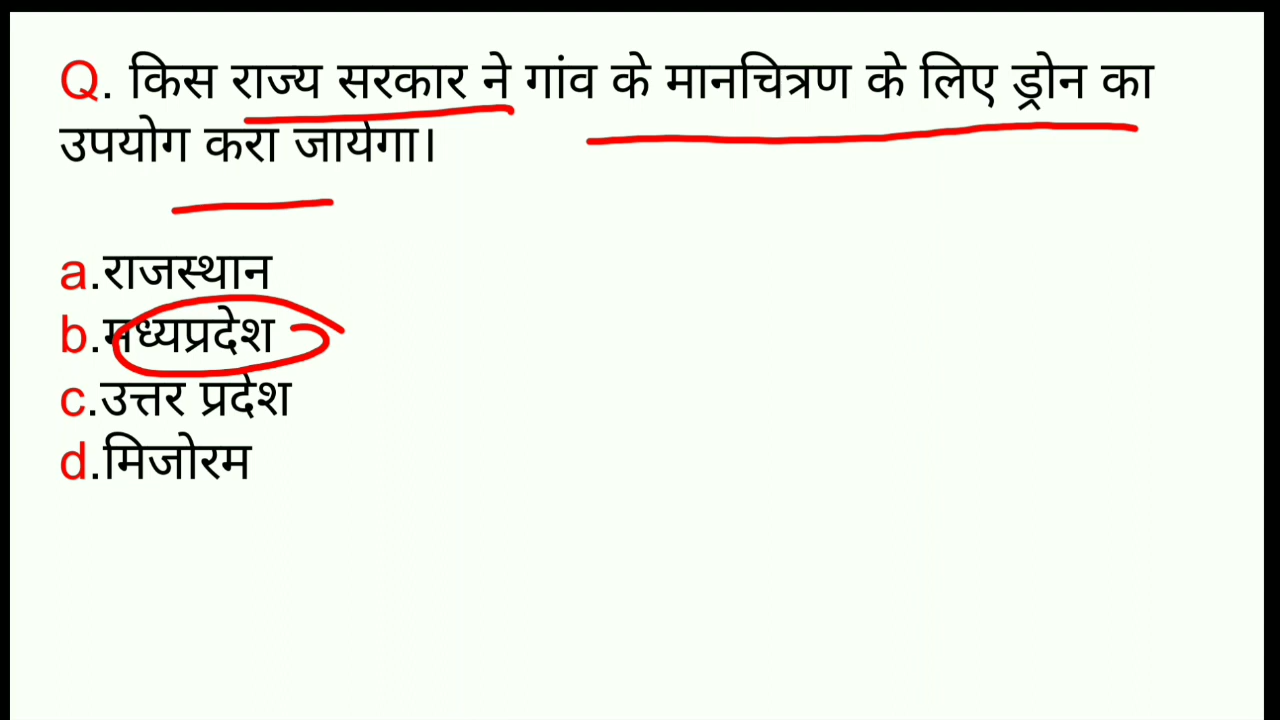 Q. किस राज्य सरकार ने गांव के मानचित्रण के लिए ड्रोन का
उपयोग करा जायेगा।
a.राजस्थान
b.मध्यप्रदेश
c.उत्तर प्रदेश
d.मिजोरम